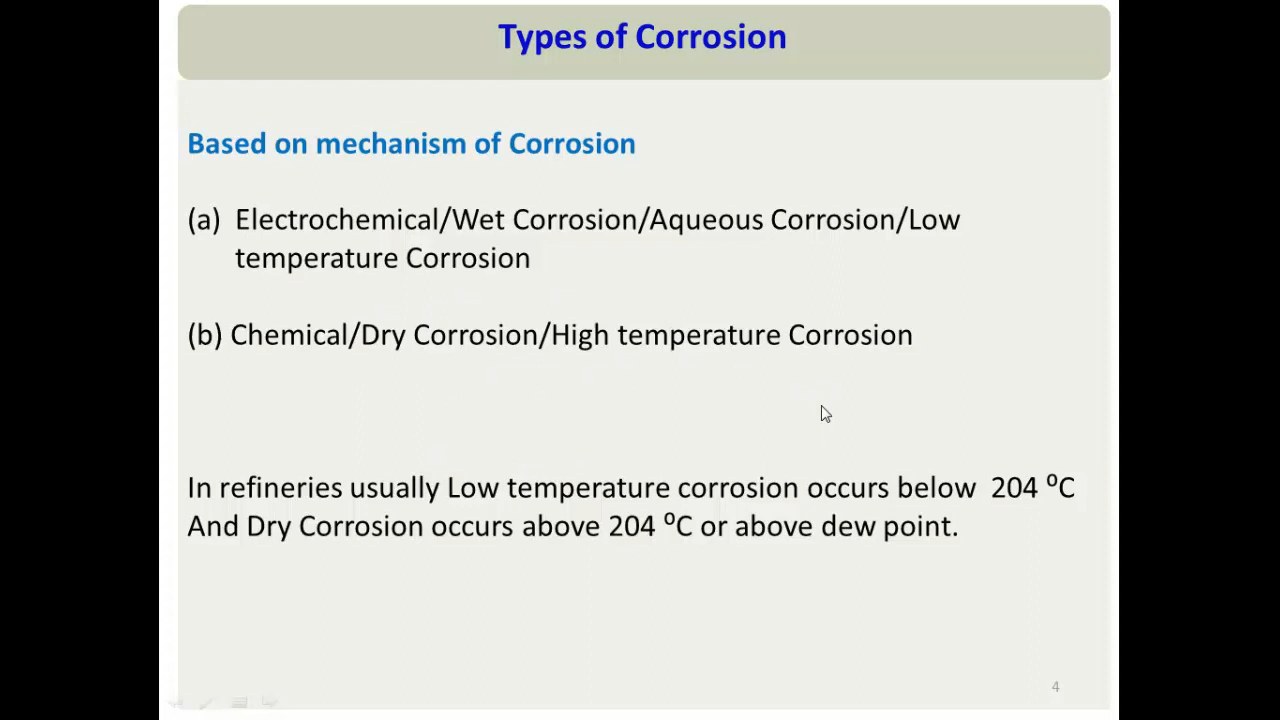 Types of Corrosion
Based on mechanism of Corrosion
(a) Electrochemical/Wet Corrosion/Aqueous Corrosion/Low
temperature Corrosion
(b) Chemical/Dry Corrosion/High temperature Corrosion
In refineries usually Low temperature corrosion occurs below 204 ⁰C
And Dry Corrosion occurs above 204 ⁰C or above dew point.
4